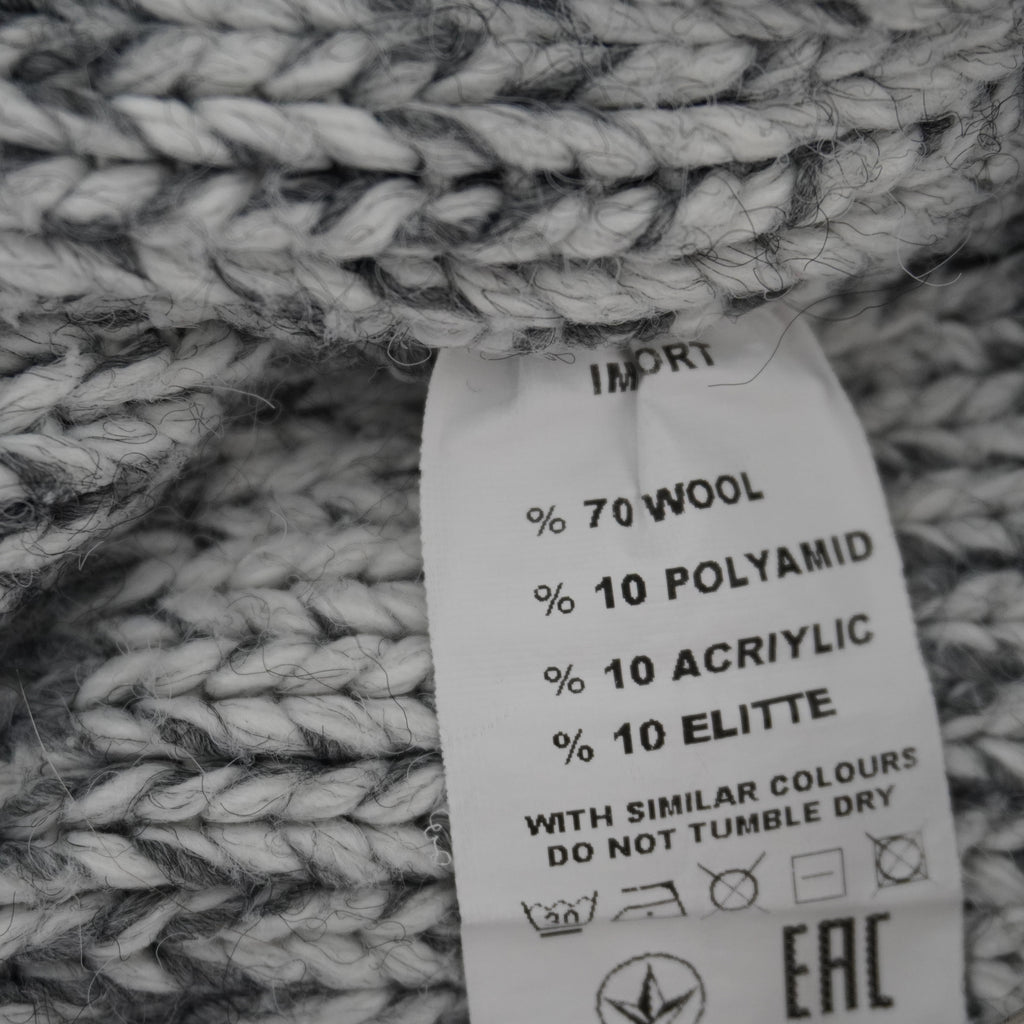 IMORT
% 70 WOOL
% 10 POLYAMID
% 10 ACRIYLIC
% 10 ELITTE
WITH SIMILAR COLOURS
DO NOT TUMBLE DRY
30
EAC